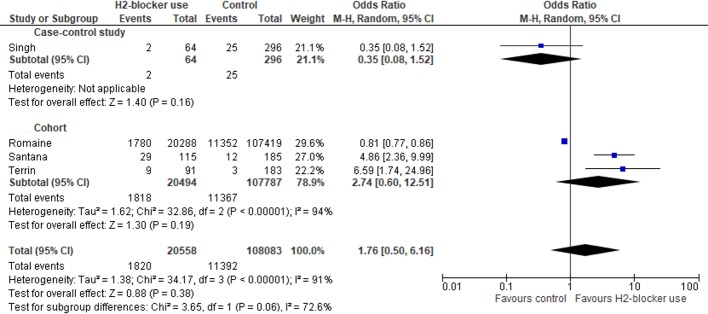 H2-blocker use Control Odds Ratio Odds Ratio
Study or Subgroup Events Total Events Total Weight M-H, Random, 95% CI M-H, Random, 95% CI
Case-control study
Singh 2 64 25 296 21.1% 0.35 [0.08, 1.52]
Subtotal (95% CI) 64 296 21.1% 0.35 [0.08, 1.52]
Total events 2 25
Heterogeneity: Not applicable
Test for overall effect: Z = 1.40 (P = 0.16)
Cohort
Romaine 1780 20288 11352 107419 29.6% 0.81 [0.77, 0.86]
Santana 29 115 12 185 27.0% 4.86 [2.36, 9.99]
Terrin 9 91 3 183 22.2% 6.59 [1.74, 24.96]
Subtotal (95% CI) 20494 107787 78.9% 2.74 [0.60, 12.51]
Total events 1818 11367
Heterogeneity: Tau² = 1.62; Chi² = 32.86, df = 2 (P < 0.00001); I² = 94%
Test for overall effect: Z = 1.30 (P = 0.19)
Total (95% CI) 20558 108083 100.0% 1.76 [0.50, 6.16]
Total events 1820 11392
Heterogeneity: Tau² = 1.38; Chi² = 34.17, df = 3 (P < 0.00001); I² = 91%
Test for overall effect: Z = 0.88 (P = 0.38)
Test for subgroup differences: Chi² = 3.65, df = 1 (P = 0.06), I² = 72.6%
0.01 0.1 1 10 100
Favours control Favours H2-blocker use